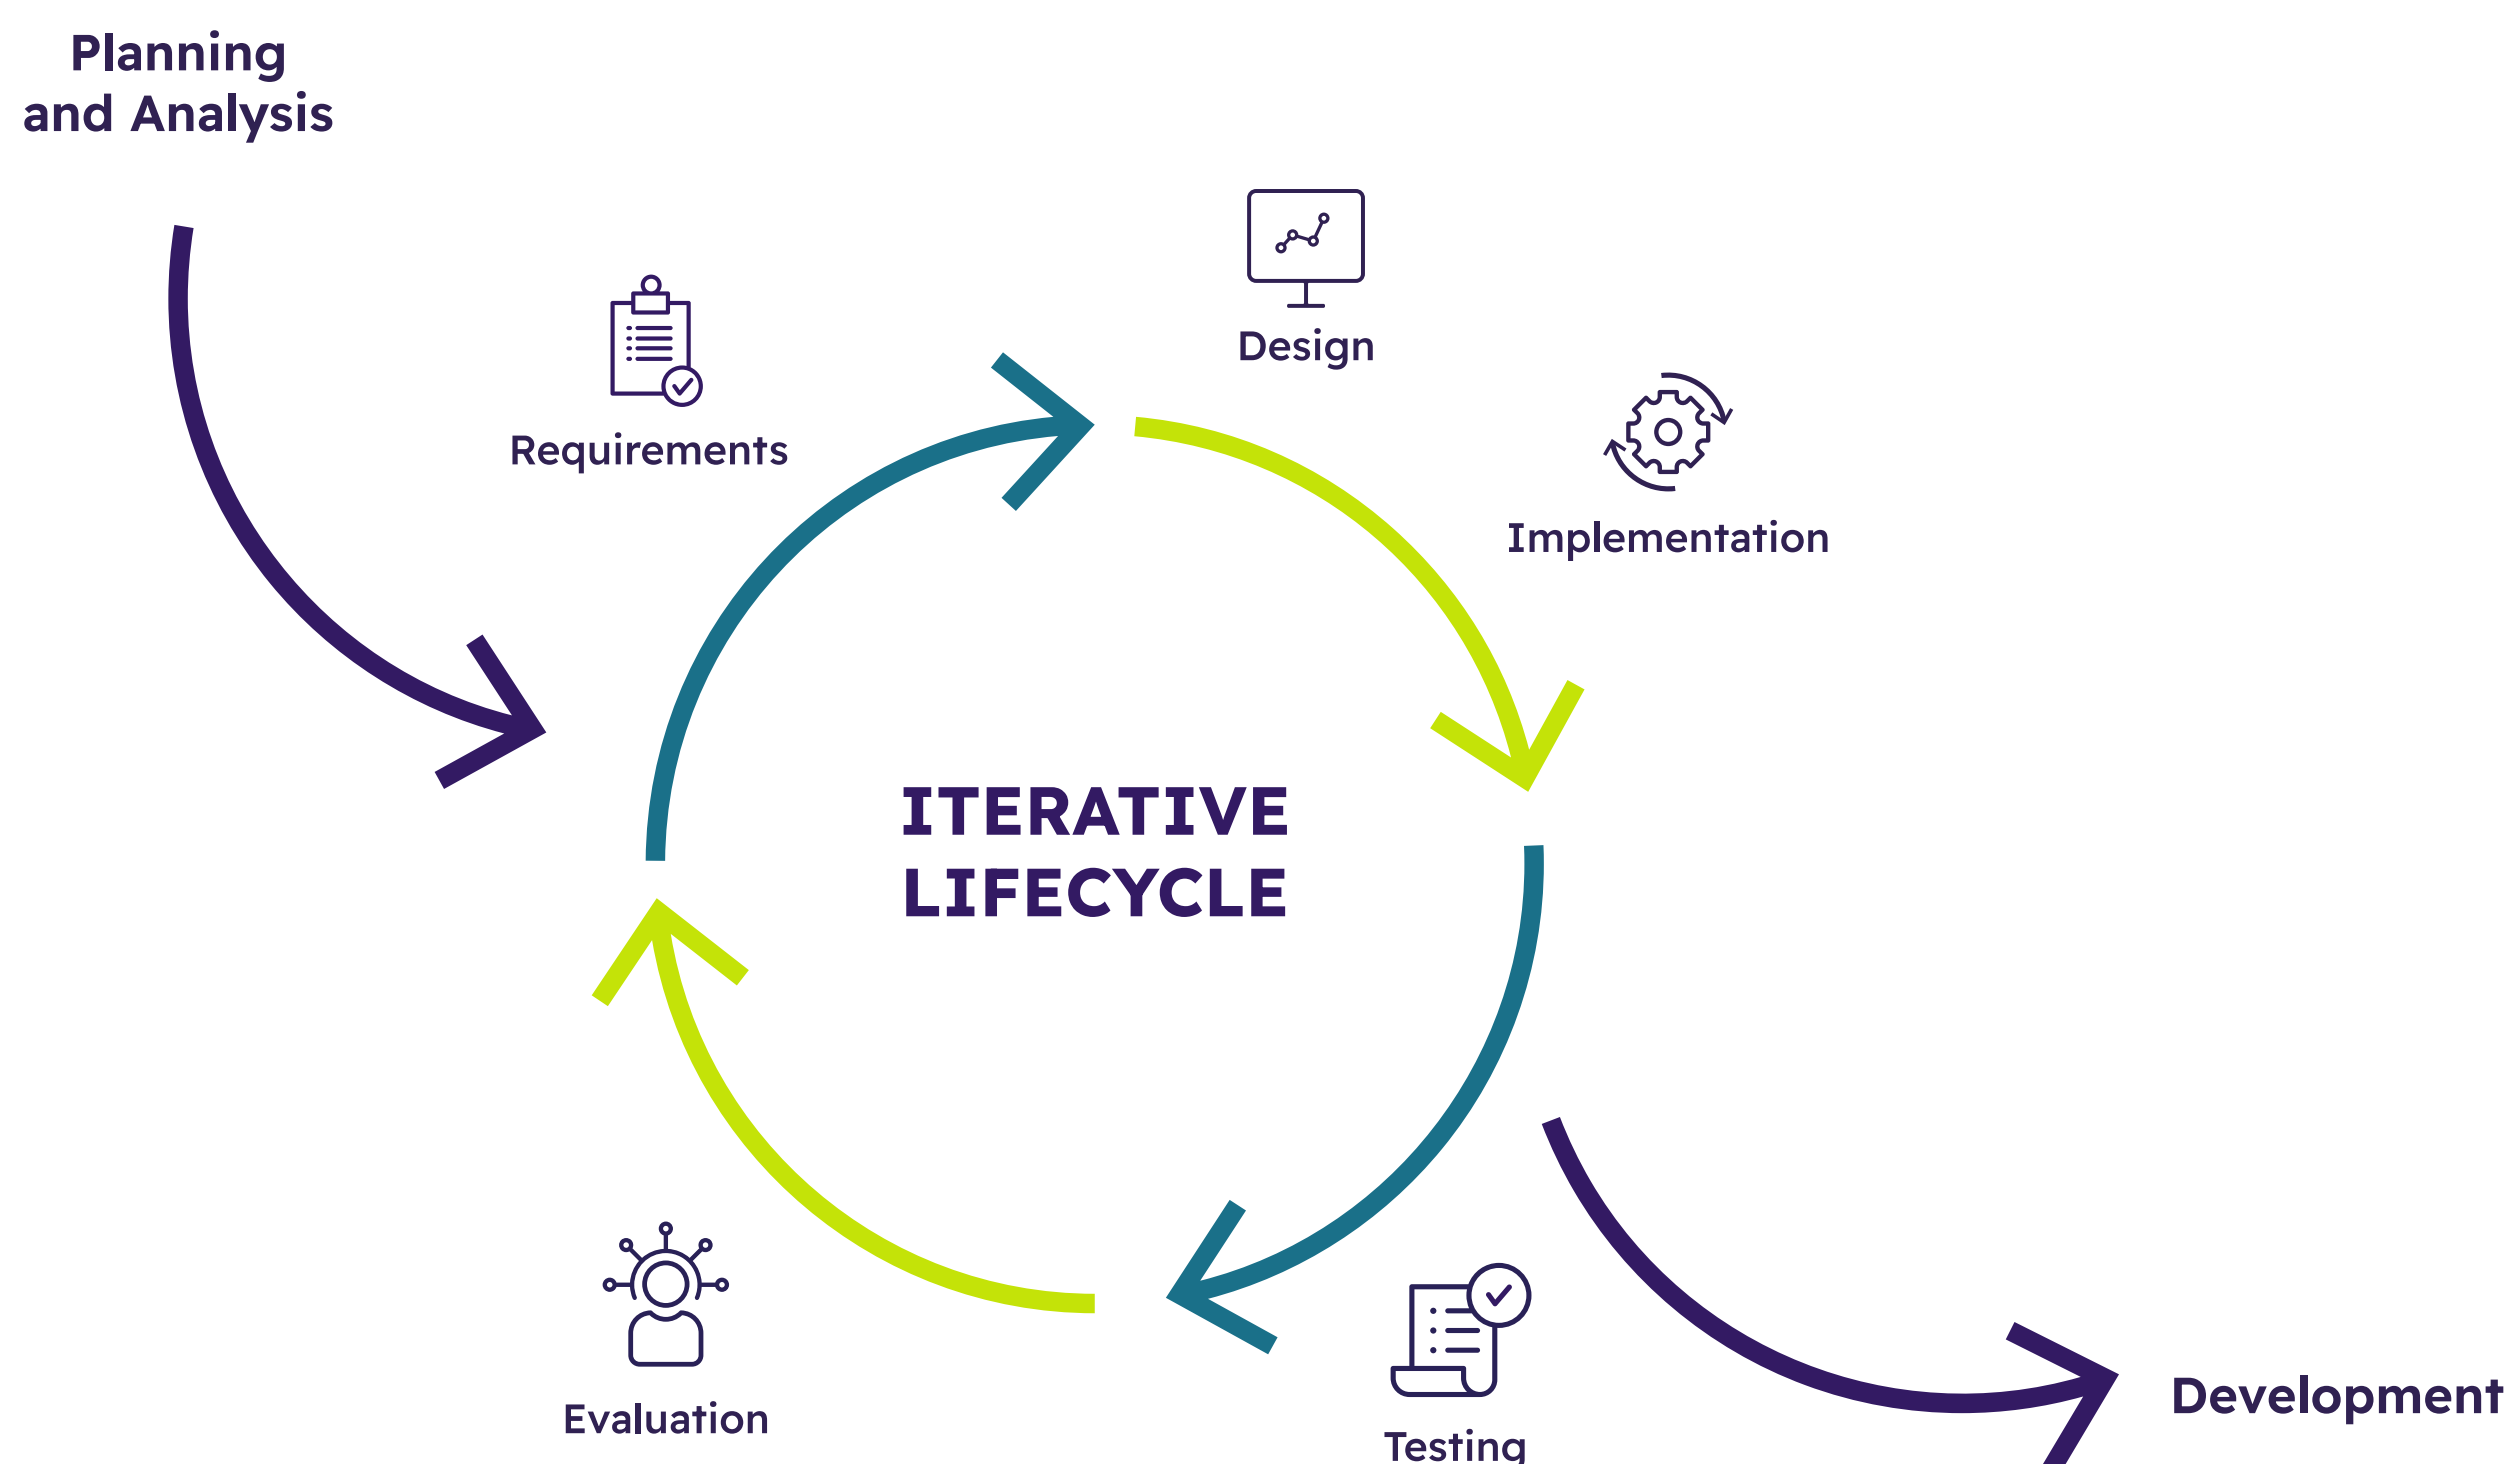 Planning
and Analysis
Design
Requirements
Implementation
ITERATIVE
LIFECYCLE
Development
Evaluation
Testing